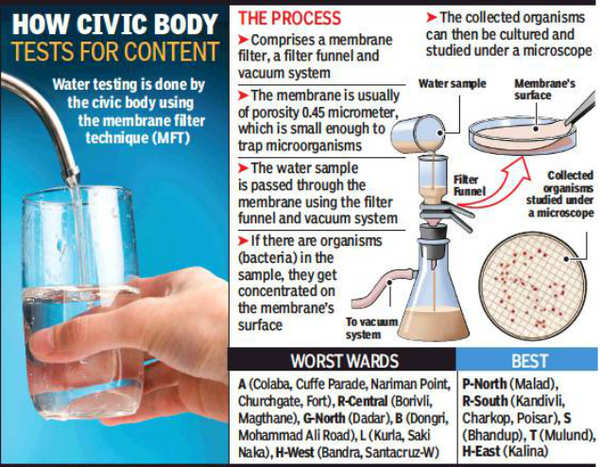 HOW CIVIC BODY
TESTS FOR CONTENT
Water testing is done by
the civic body using
the membrane filter
technique (MFT)
THE PROCESS
➤ Comprises a membrane
filter, a filter funnel and
vacuum system
➤ The membrane is usually
of porosity 0.45 micrometer,
which is small enough to
trap microorganisms
➤ The water sample
is passed through the
membrane using the filter
funnel and vacuum system
➤ If there are organisms
(bacteria) in the
sample, they get
concentrated on
the membrane's
surface
➤ The collected organisms
can then be cultured and
studied under a microscope
Water sample
Membrane's
surface
Filter
Funnel
Collected
organisms
studied under
a microscope
To vacuum
system
WORST WARDS
A (Colaba, Cuffe Parade, Nariman Point,
Churchgate, Fort), R-Central (Borivli,
Magthane), G-North (Dadar), B (Dongri,
Mohammad Ali Road), L (Kurla, Saki
Naka), H-West (Bandra, Santacruz-W)
BEST
P-North (Malad),
R-South (Kandivli,
Charkop, Poisar), S
(Bhandup), T (Mulund),
H-East (Kalina)